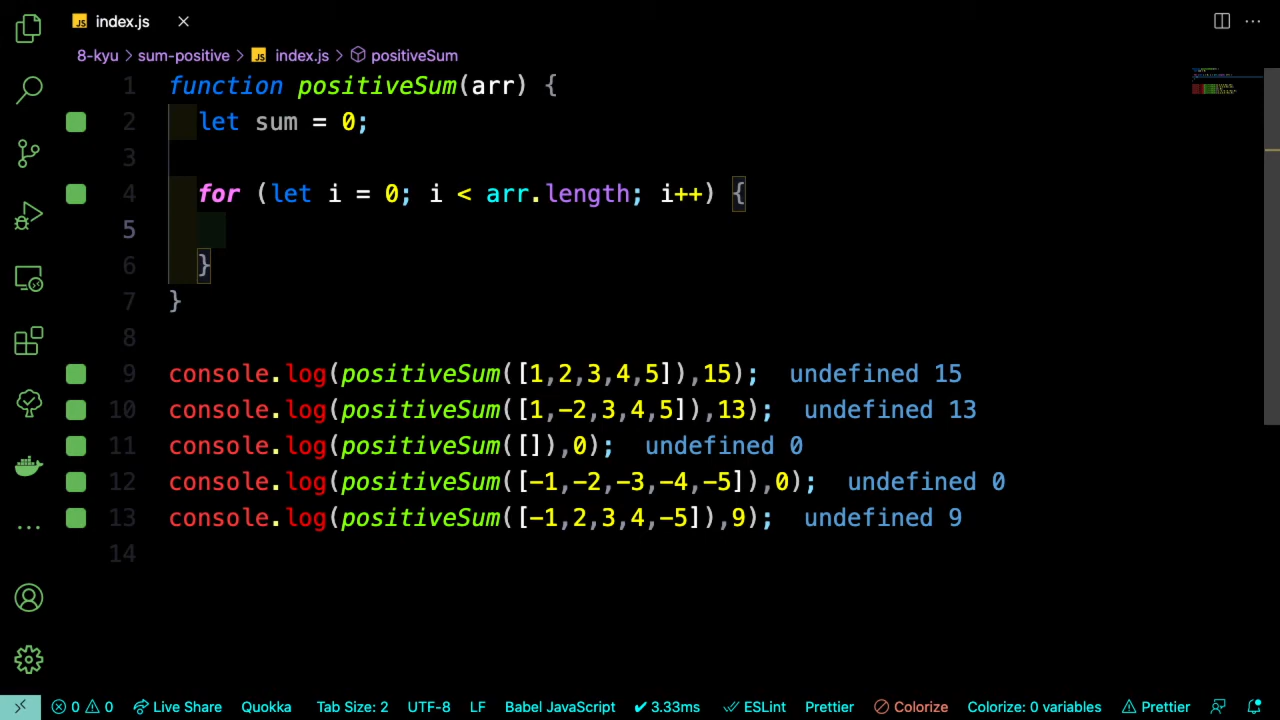 JS index.js
8-kyu > sum-positive > JS index.js > positiveSum
1 function positiveSum(arr) {
2 let sum = 0;
3
4 for (let i = 0; i < arr.length; i++) {
5
6 }
7 }
8
9 console.log(positiveSum([1,2,3,4,5]),15); undefined 15
10 console.log(positiveSum([1,-2,3,4,5]),13); undefined 13
11 console.log(positiveSum([]),0); undefined 0
12 console.log(positiveSum([-1,-2,-3,-4,-5]),0); undefined 0
13 console.log(positiveSum([-1,2,3,4,-5]),9); undefined 9
14
0 0 Live Share Quokka Tab Size: 2 UTF-8 LF Babel JavaScript ✔ 3.33ms ESLint Prettier Colorize Colorize: 0 variables Prettier